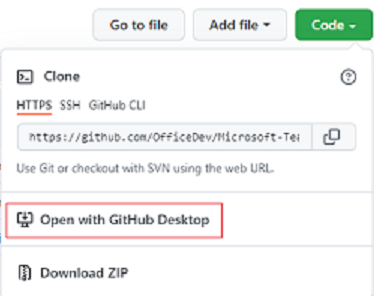 Go to file Add file Code
Clone
HTTPS SSH GitHub CLI
https://github.com/OfficeDev/Microsoft-Tea
Use Git or checkout with SVN using the web URL.
Open with GitHub Desktop
Download ZIP